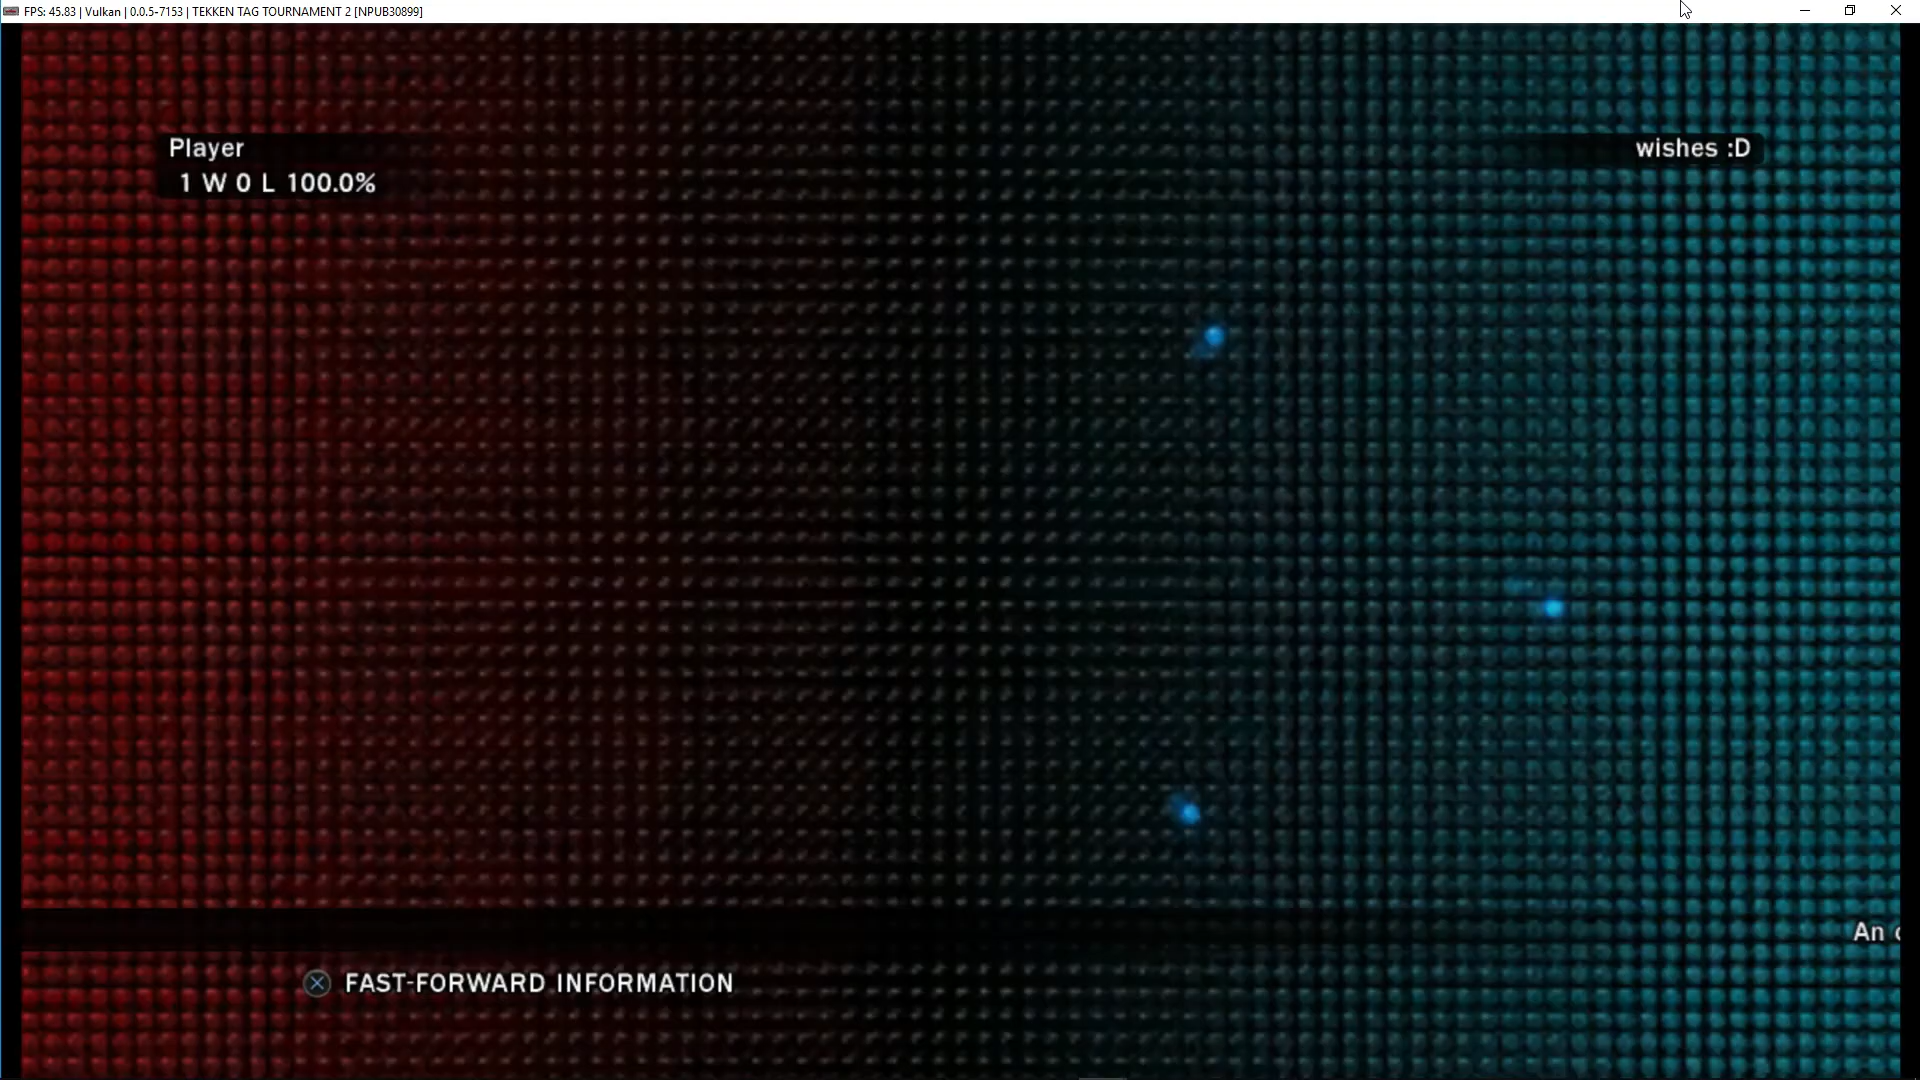 FPS: 45.83 | Vulkan | 0.0.5-7153 | TEKKEN TAG TOURNAMENT 2 [NPUB30899]
Player
wishes :D
1 W 0 L 100.0%
An
FAST-FORWARD INFORMATION